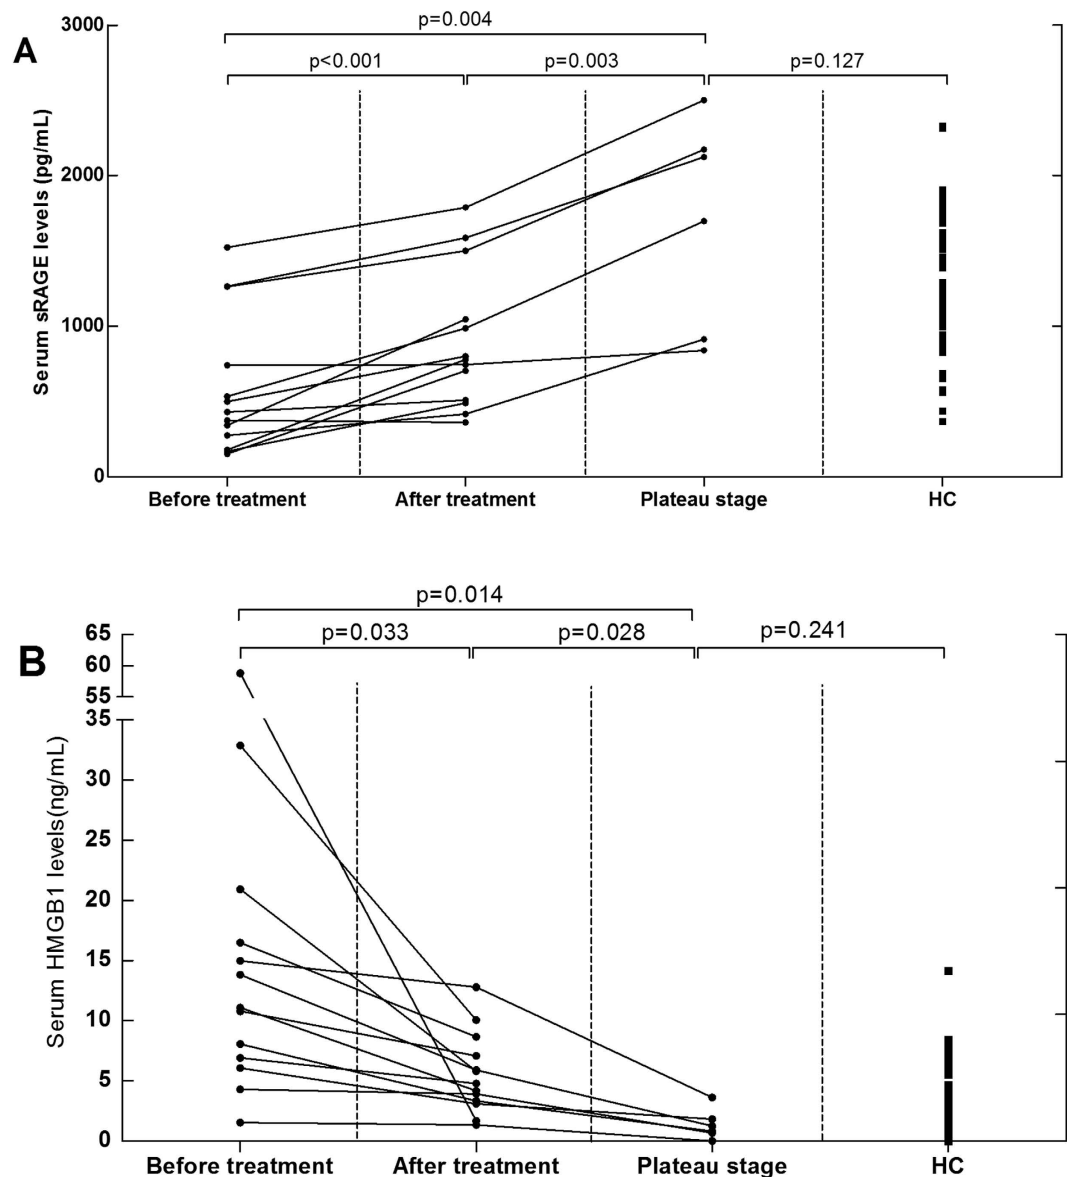 A
p=0.004
p<0.001 p=0.003 p=0.127
Serum sRAGE levels (pg/mL)
3000
2000
1000
0
Before treatment After treatment Plateau stage HC
B
p=0.014
p=0.033 p=0.028 p=0.241
Serum HMGB1 levels(ng/mL)
65
60
55
35
30
25
20
15
10
5
0
Before treatment After treatment Plateau stage HC